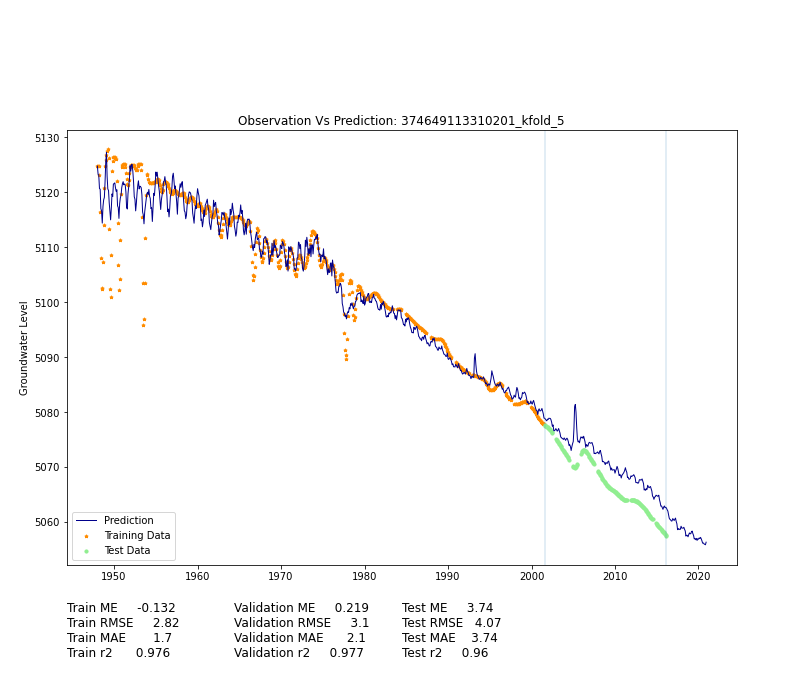 Observation Vs Prediction: 374649113310201_kfold_5
5130
5120
5110
5100
5090
5080
5070
5060
Groundwater Level
Prediction
Training Data
Test Data
1950 1960 1970 1980 1990 2000 2010 2020
Train ME -0.132 Validation ME 0.219 Test ME 3.74
Train RMSE 2.82 Validation RMSE 3.1 Test RMSE 4.07
Train MAE 1.7 Validation MAE 2.1 Test MAE 3.74
Train r2 0.976 Validation r2 0.977 Test r2 0.96